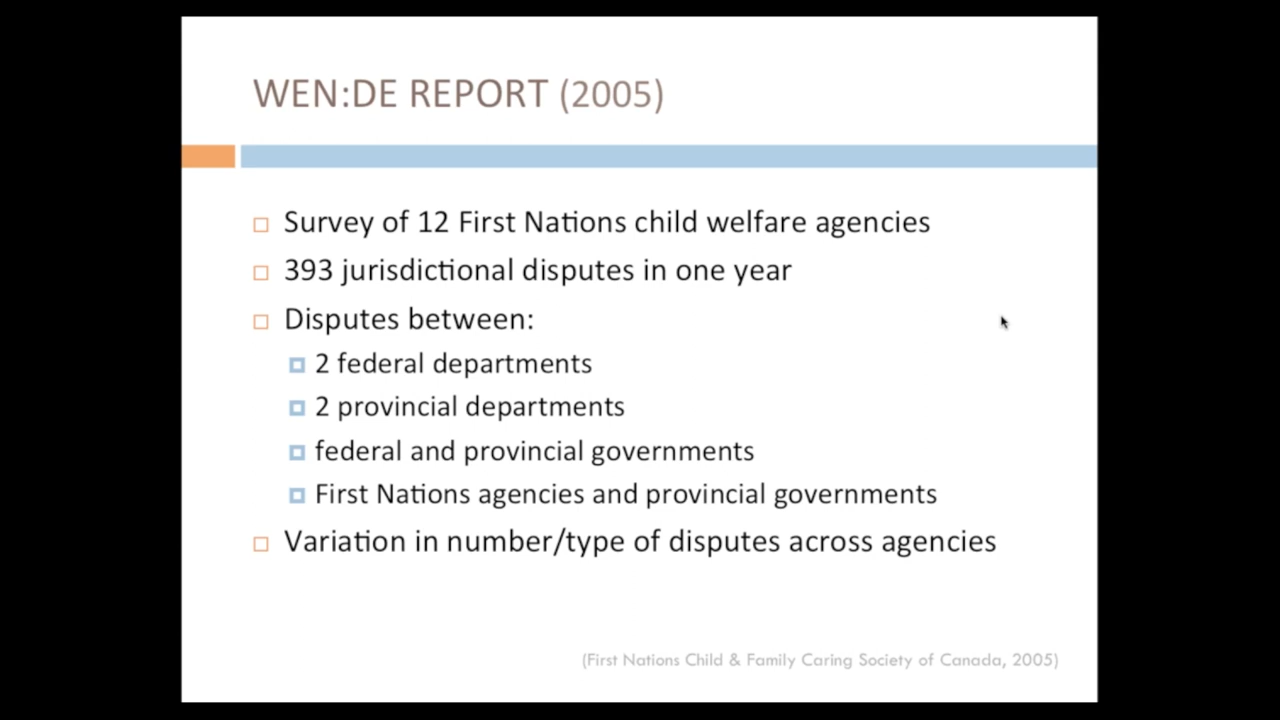 WEN:DE REPORT (2005)
Survey of 12 First Nations child welfare agencies
393 jurisdictional disputes in one year
Disputes between:
2 federal departments
2 provincial departments
federal and provincial governments
First Nations agencies and provincial governments
Variation in number/type of disputes across agencies
(First Nations Child & Family Caring Society of Canada, 2005)